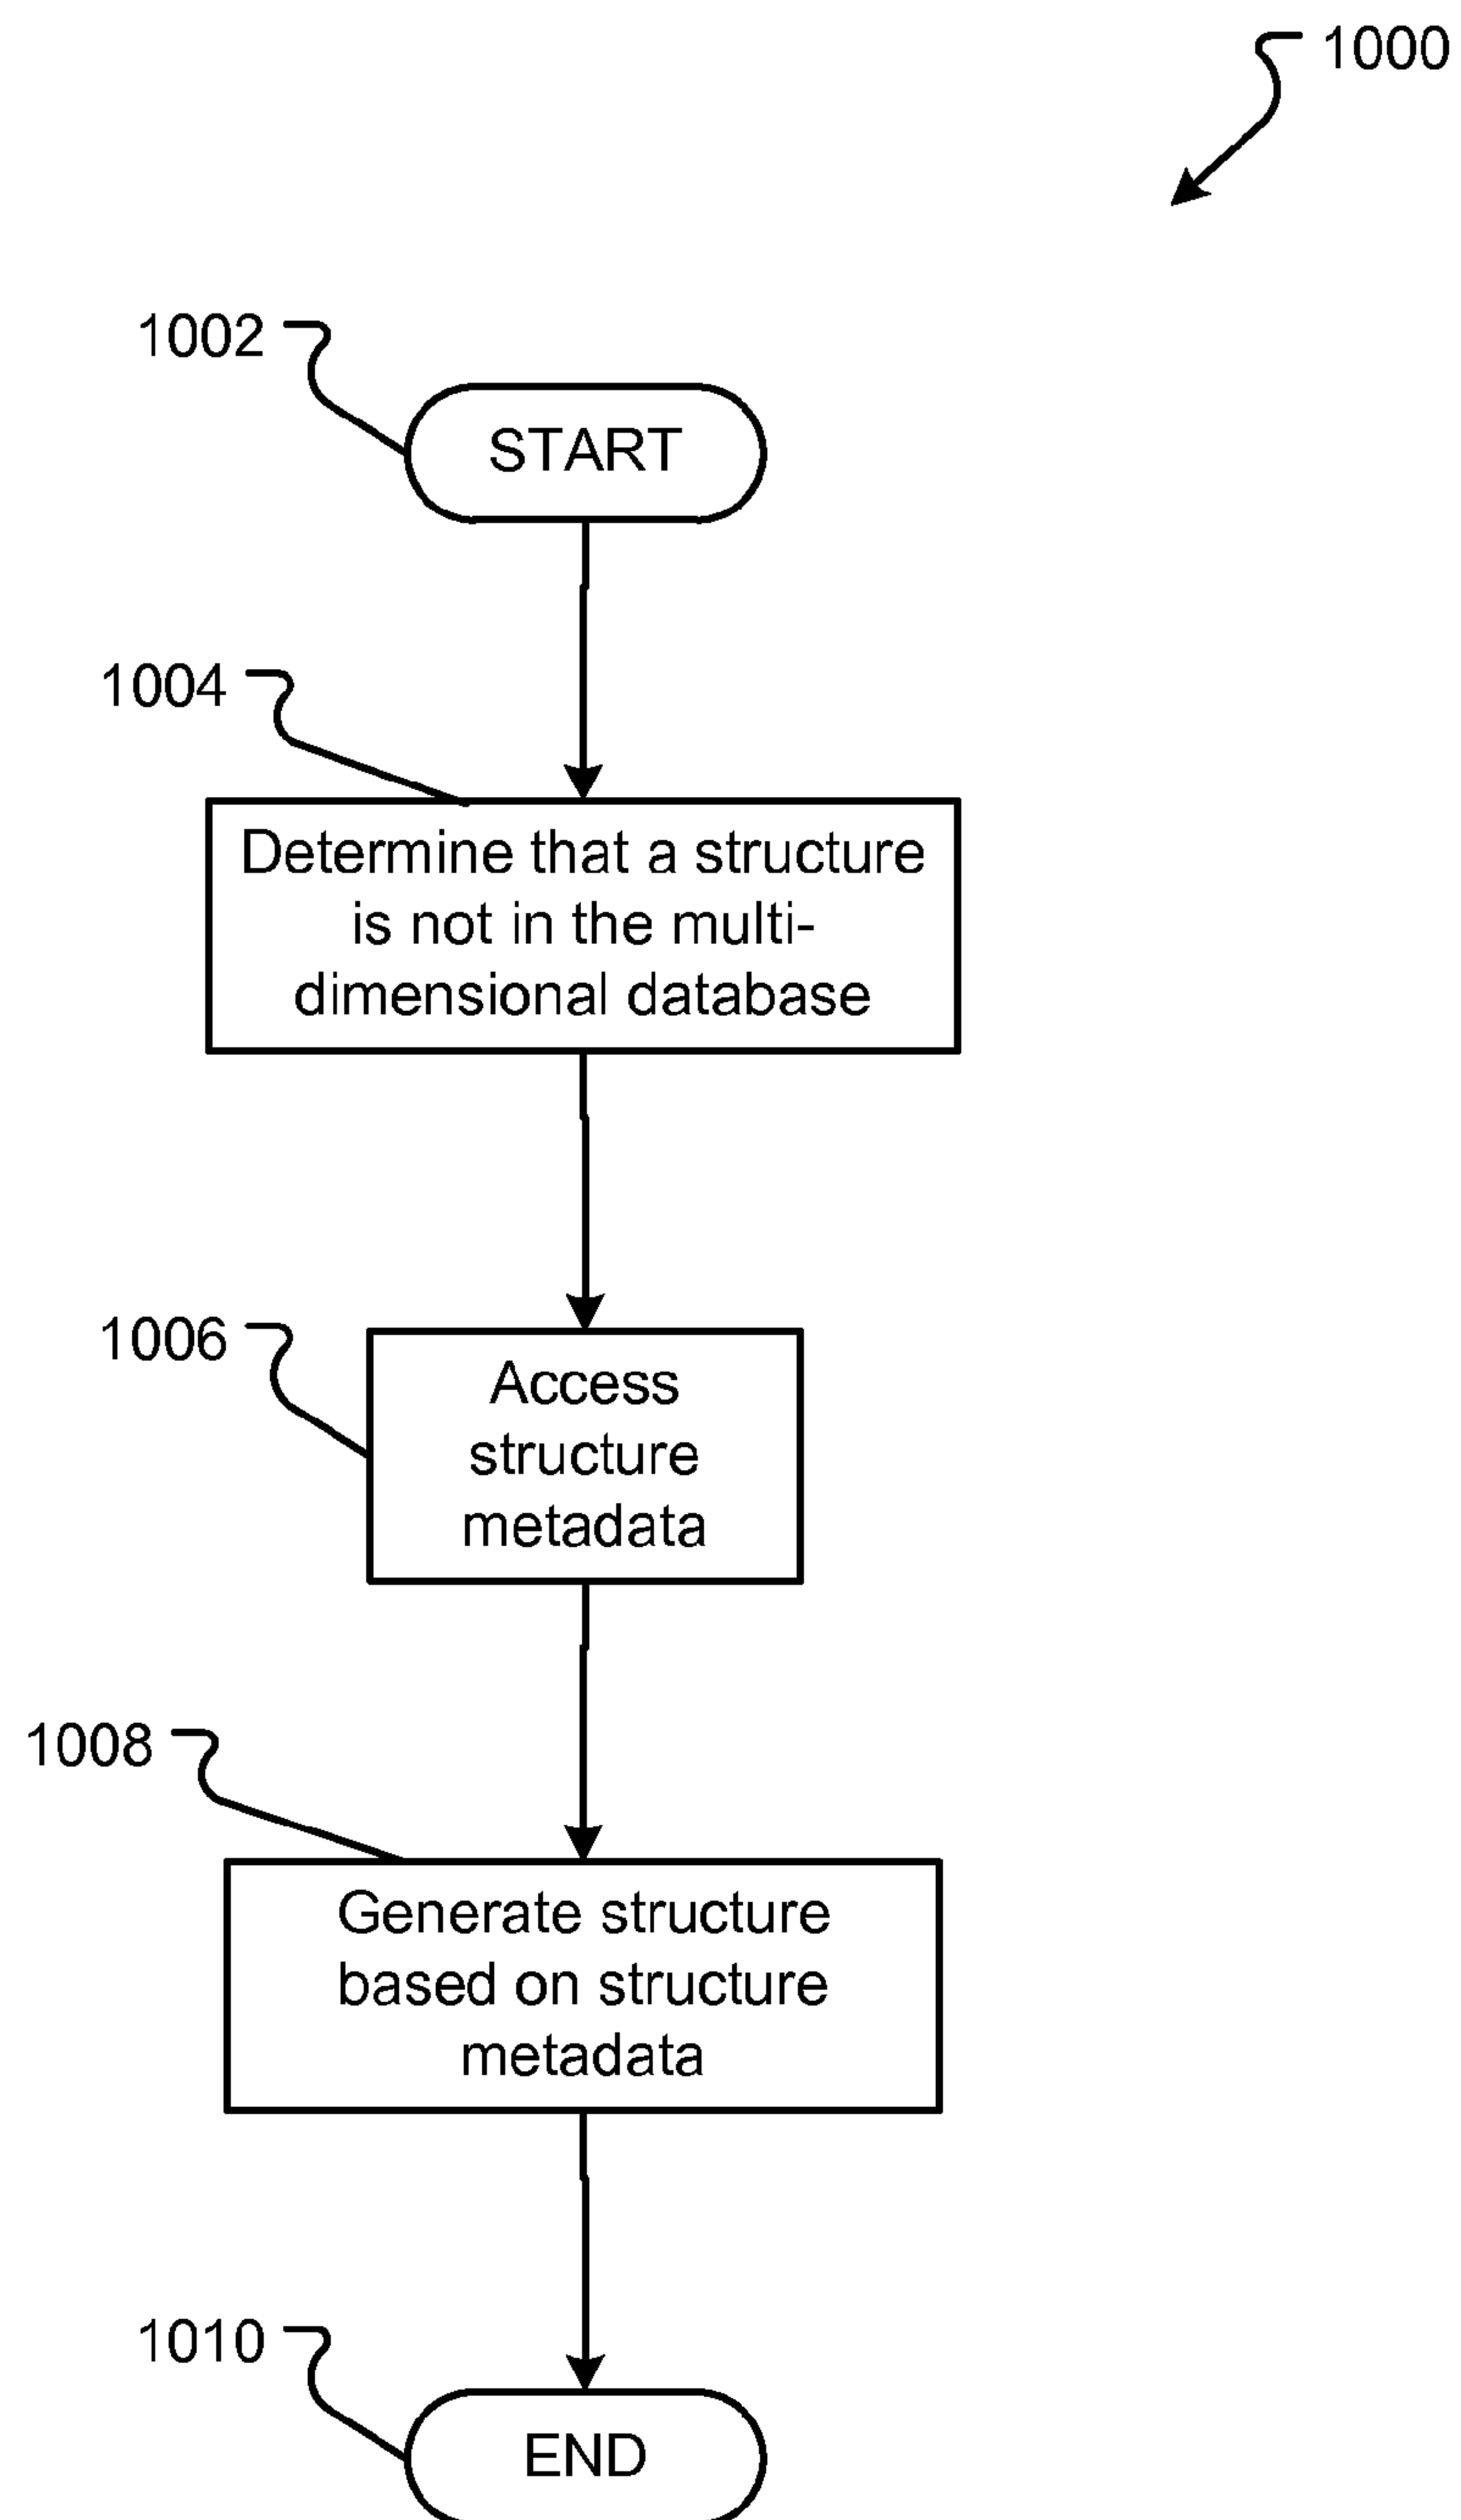 1000
1002
START
1004
Determine that a structure
is not in the multi-
dimensional database
1006
Access
structure
metadata
1008
Generate structure
based on structure
metadata
1010
END